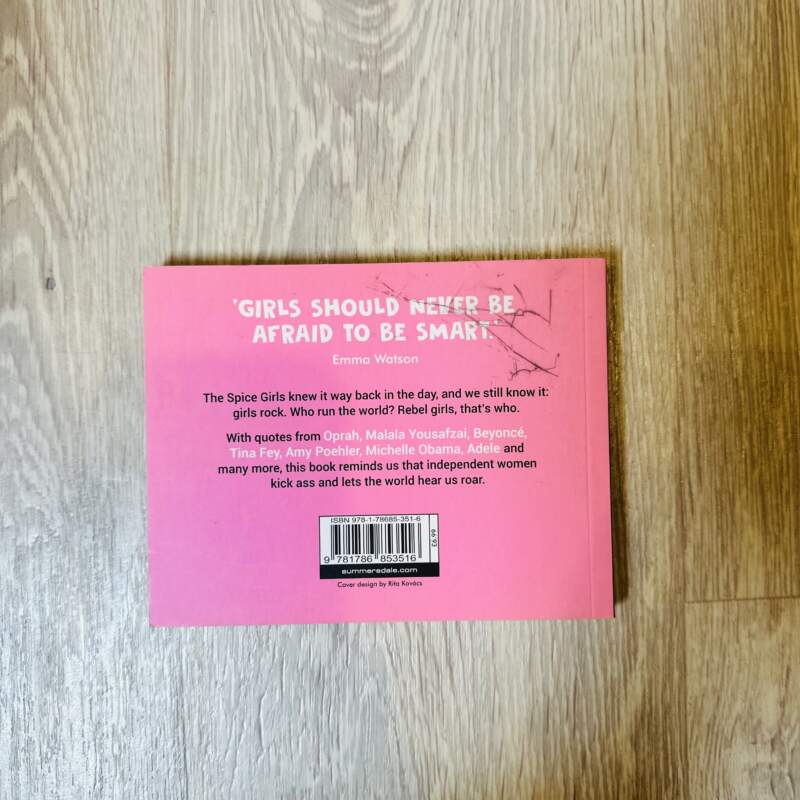 'GIRLS SHOULD NEVER BE
AFRAID TO BE SMART.'
Emma Watson
The Spice Girls knew it way back in the day, and we still know it:
girls rock. Who run the world? Rebel girls, that's who.
With quotes from Oprah, Malala Yousafzai, Beyoncé,
Tina Fey, Amy Poehler, Michelle Obama, Adele and
many more, this book reminds us that independent women
kick ass and lets the world hear us roar.
ISBN 978-1-78685-351-6
£6.99
9 781786 853516
summersdale.com
Cover design by Rita Kovács